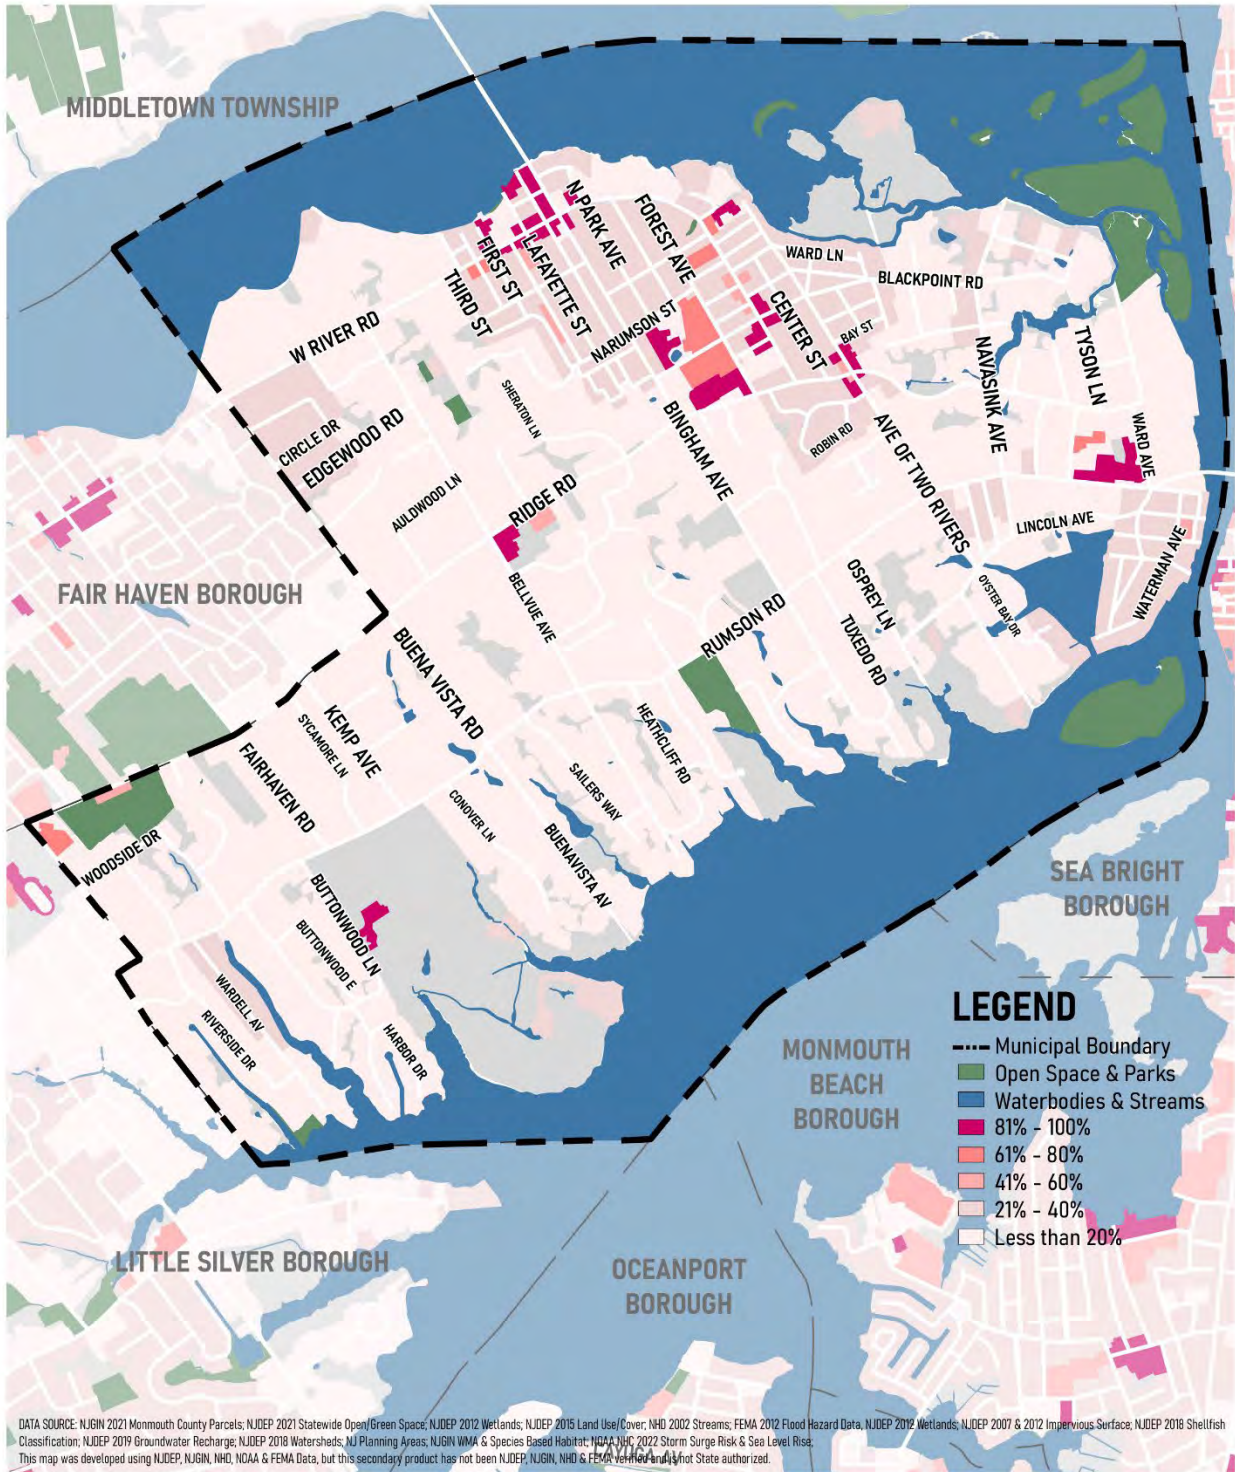 MIDDLETOWN TOWNSHIP
N PARK AVE
FOREST AVE
FIRST ST
LAFAYETTE ST
THIRD ST
WARD LN
BLACKPOINT RD
W RIVER RD
NARUMSON ST
CENTER ST
BAY ST
NAVASINK AVE
TYSON LN
SHERATON LN
CIRCLE DR
EDGEWOOD RD
BINGHAM AVE
ROBIN RD
AVE OF TWO RIVERS
WARD AVE
AULDWOOD LN
RIDGE RD
LINCOLN AVE
WATERMAN AVE
FAIR HAVEN BOROUGH
BELLVUE AVE
OSPREY LN
OYSTER BAY DR
RUMSON RD
TUXEDO RD
BUENA VISTA RD
KEMP AVE
SYCAMORE LN
HEATHCLIFF RD
FAIRHAVEN RD
SAILERS WAY
CONOVER LN
BUENAVISTA AV
WOODSIDE DR
BUTTONWOOD LN
BUTTONWOOD E
WARDELL AV
RIVERSIDE DR
HARBOR DR
SEA BRIGHT
BOROUGH
MONMOUTH
BEACH
BOROUGH
LEGEND
Municipal Boundary
Open Space & Parks
Waterbodies & Streams
81% - 100%
61% - 80%
41% - 60%
21% - 40%
Less than 20%
LITTLE SILVER BOROUGH
OCEANPORT
BOROUGH
DATA SOURCE: NJGIN 2021 Monmouth County Parcels; NJDEP 2021 Statewide Open/Green Space; NJDEP 2012 Wetlands; NJDEP 2015 Land Use/Cover; NHD 2002 Streams; FEMA 2012 Flood Hazard Data, NJDEP 2012 Wetlands; NJDEP 2007 & 2012 Impervious Surface; NJDEP 2018 Shellfish
Classification; NJDEP 2019 Groundwater Recharge; NJDEP 2018 Watersheds; NJ Planning Areas; NJGIN WMA & Species Based Habitat; NOAA NHC 2022 Storm Surge Risk & Sea Level Rise;
This map was developed using NJDEP, NJGIN, NHD, NOAA & FEMA Data, but this secondary product has not been NJDEP, NJGIN, NHD & FEMA verified and is not State authorized.